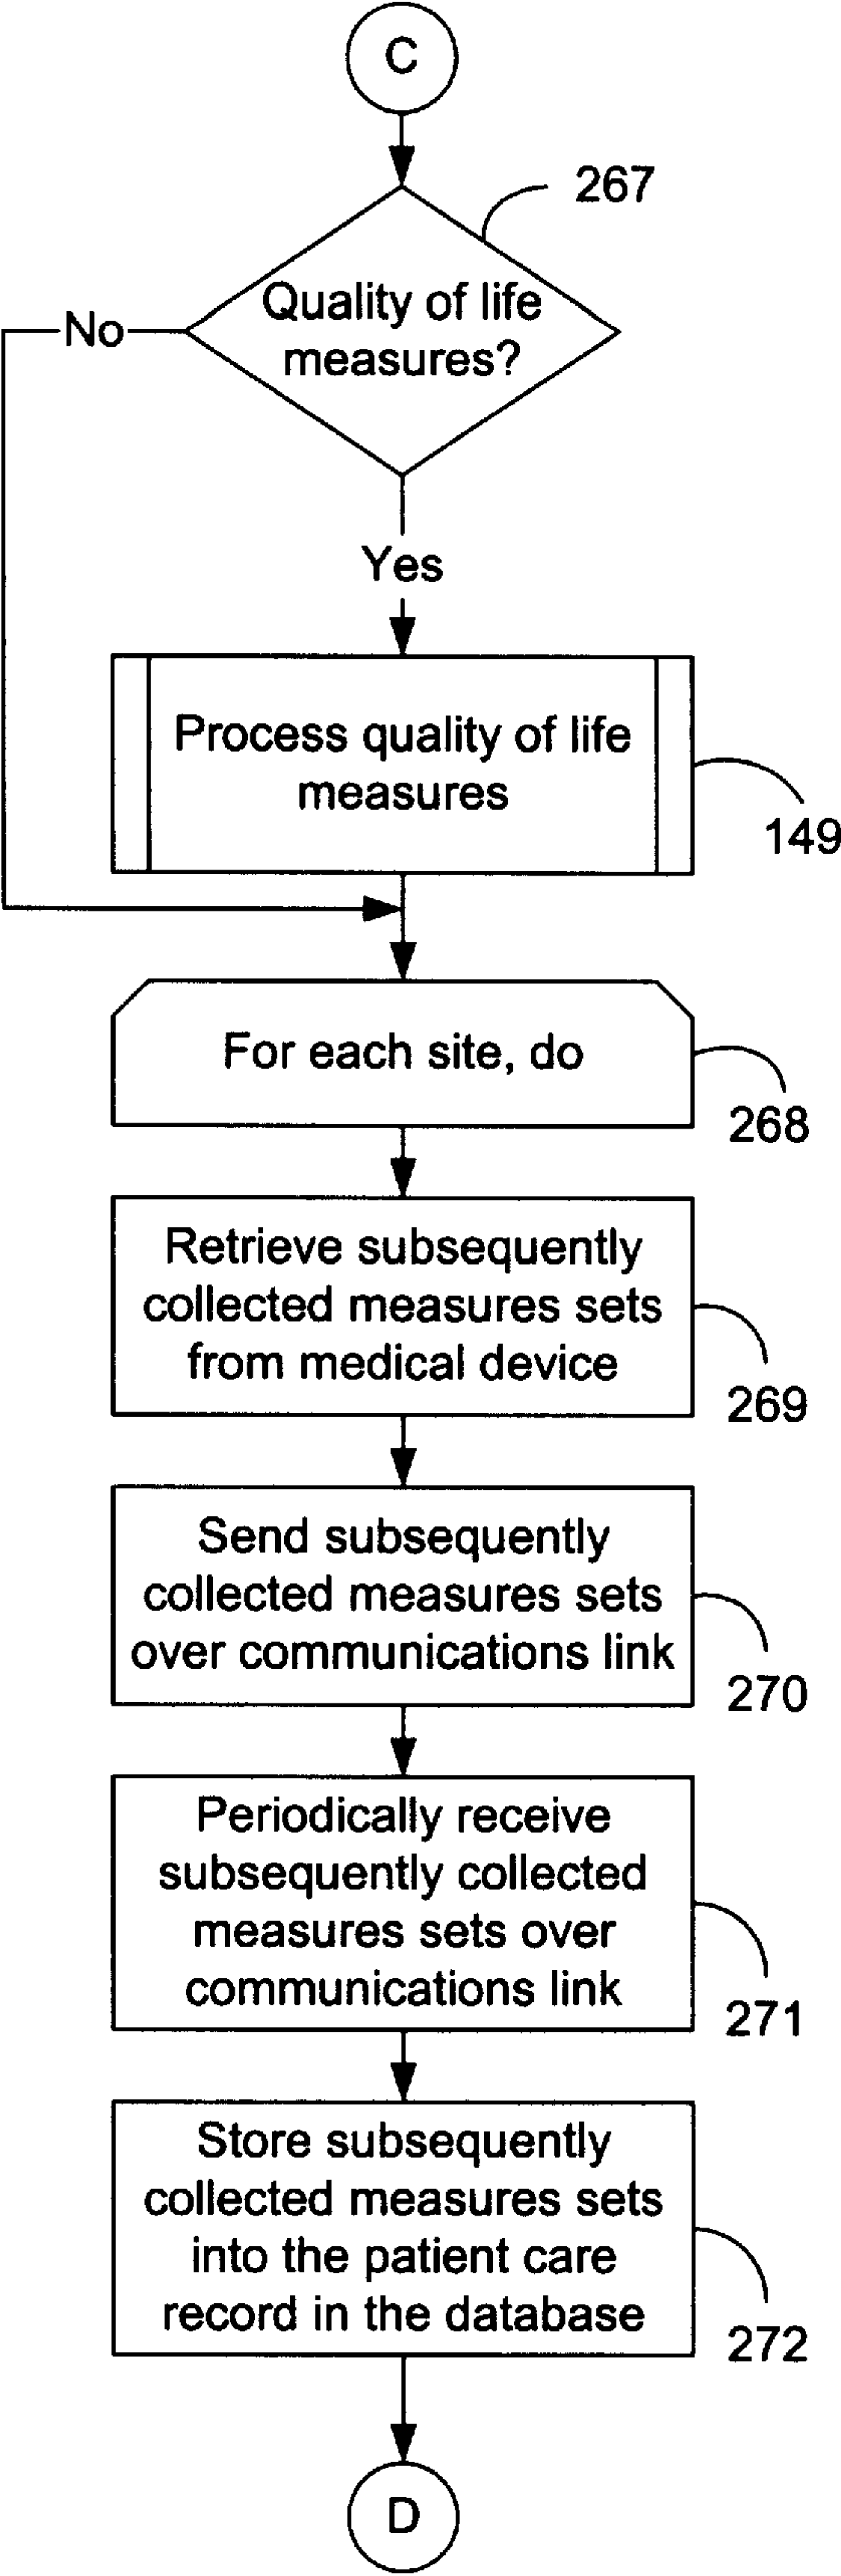 C
267
Quality of life
measures?
No
Yes
Process quality of life
measures
149
For each site, do
268
Retrieve subsequently
collected measures sets
from medical device
269
Send subsequently
collected measures sets
over communications link
270
Periodically receive
subsequently collected
measures sets over
communications link
271
Store subsequently
collected measures sets
into the patient care
record in the database
272
D